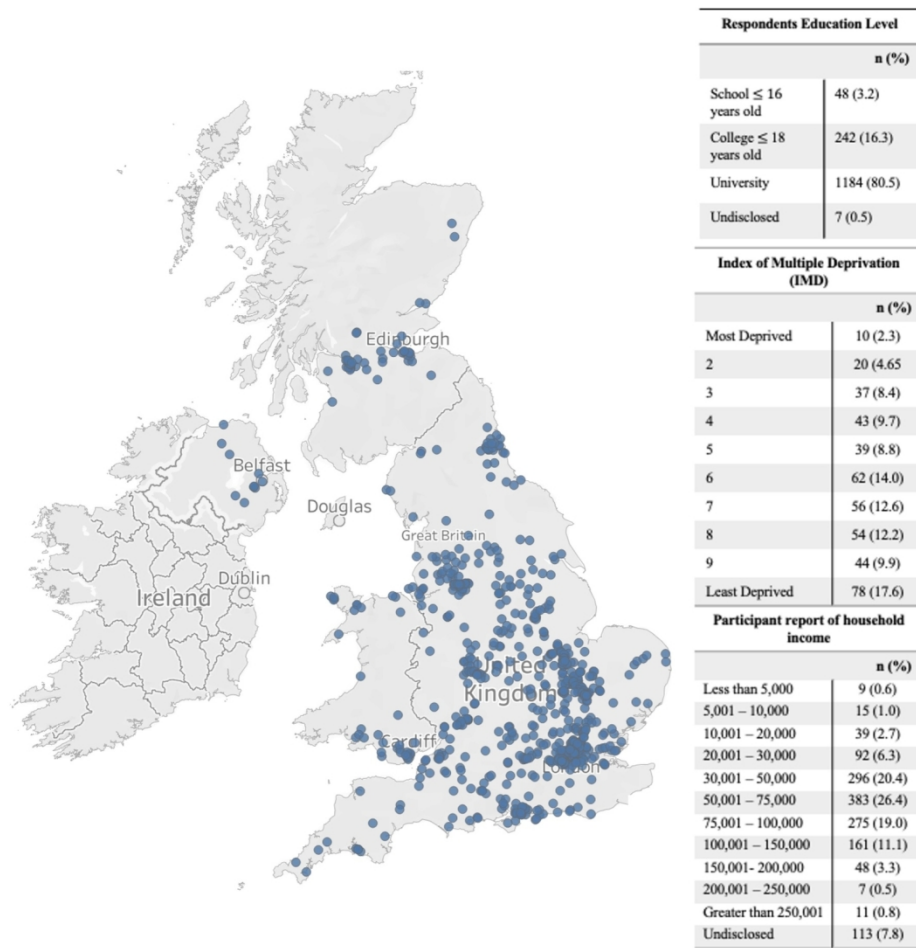 Edinburgh
Belfast
Douglas
Great Britain
Dublin
Ireland
United
Kingdom
Cardiff
London
Respondents Education Level
n (%)
School ≤ 16 48 (3.2)
years old
College ≤ 18 242 (16.3)
years old
University 1184 (80.5)
Undisclosed 7 (0.5)
Index of Multiple Deprivation
(IMD)
n (%)
Most Deprived 10 (2.3)
2 20 (4.65
3 37 (8.4)
4 43 (9.7)
5 39 (8.8)
6 62 (14.0)
7 56 (12.6)
8 54 (12.2)
9 44 (9.9)
Least Deprived 78 (17.6)
Participant report of household
income
n (%)
Less than 5,000 9 (0.6)
5,001 – 10,000 15 (1.0)
10,001 – 20,000 39 (2.7)
20,001 – 30,000 92 (6.3)
30,001 – 50,000 296 (20.4)
50,001 – 75,000 383 (26.4)
75,001 – 100,000 275 (19.0)
100,001 – 150,000 161 (11.1)
150,001- 200,000 48 (3.3)
200,001 – 250,000 7 (0.5)
Greater than 250,001 11 (0.8)
Undisclosed 113 (7.8)